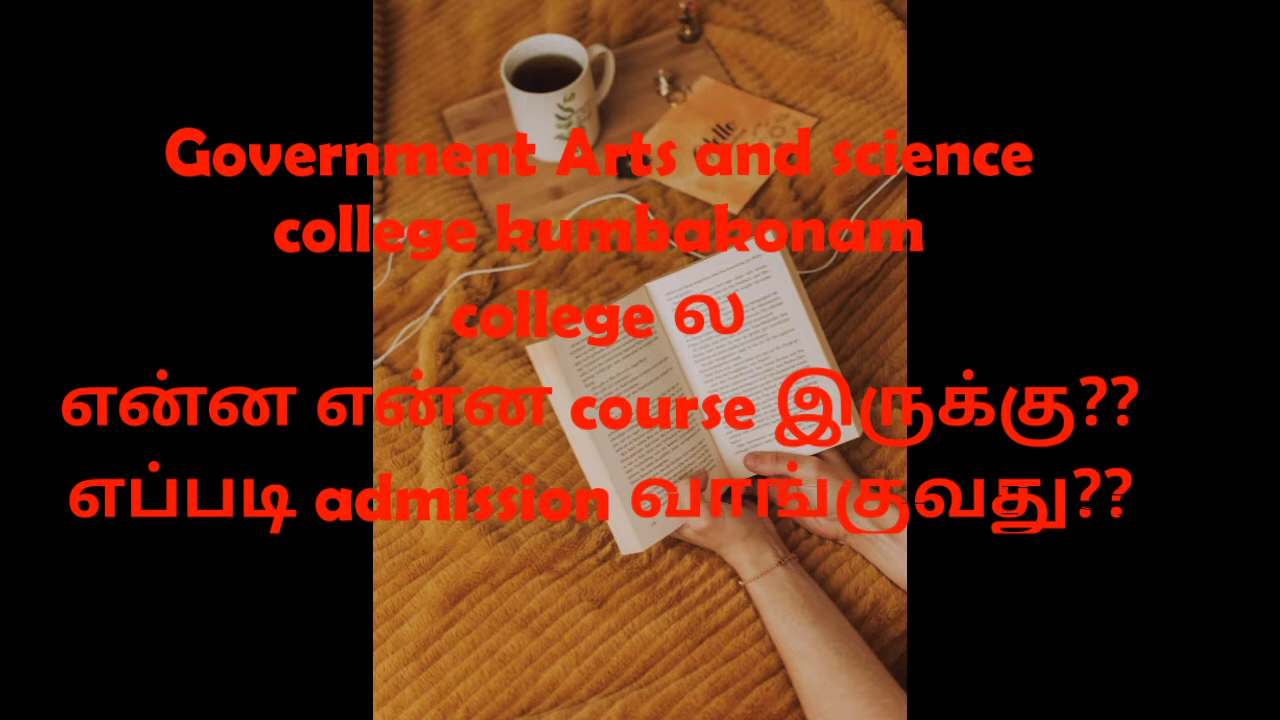 Government Arts and science
college kumbakonam
college ல
என்ன என்ன course இருக்கு??
எப்படி admission வாங்குவது??